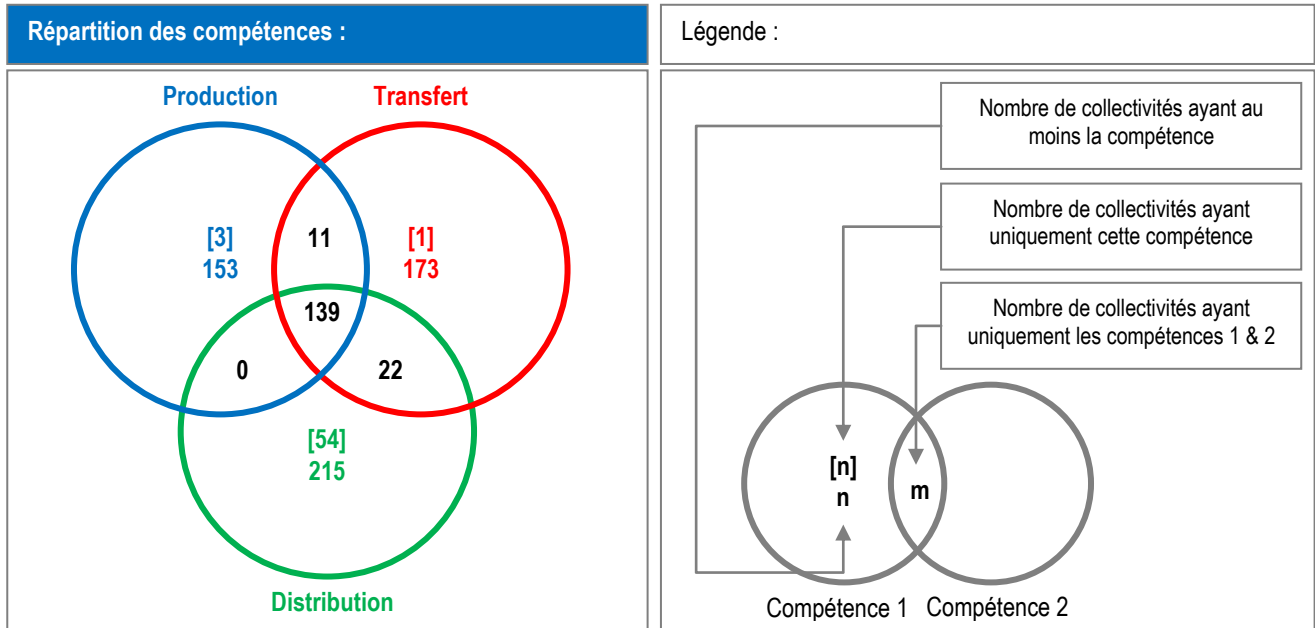 Répartition des compétences :
Production
Transfert
[3]
153
11
[1]
173
139
0
22
[54]
215
Distribution
Légende :
Nombre de collectivités ayant au
moins la compétence
Nombre de collectivités ayant
uniquement cette compétence
Nombre de collectivités ayant
uniquement les compétences 1 & 2
[n]
n
m
Compétence 1
Compétence 2